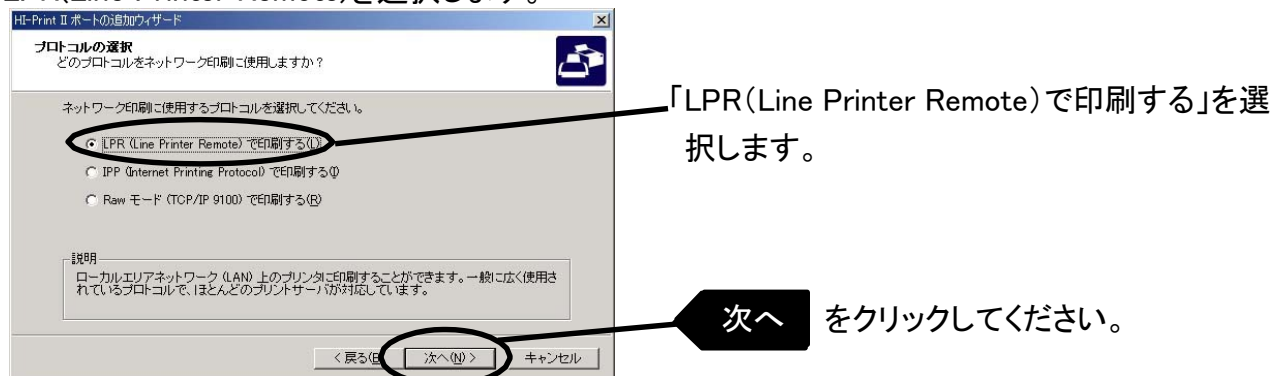 LPR(Line Printer Remote)を選択します。
HI-Print Ⅱ ポートの追加ウィザード
プロトコルの選択
どのプロトコルをネットワーク印刷に使用しますか？
ネットワーク印刷に使用するプロトコルを選択してください。
LPR (Line Printer Remote) で印刷する(L)
IPP (Internet Printing Protocol) で印刷する(I)
Raw モード (TCP/IP 9100) で印刷する(R)
説明
ローカルエリアネットワーク (LAN) 上のプリンタに印刷することができます。一般に広く使用さ
れているプロトコルで、ほとんどのプリントサーバが対応しています。
< 戻る(B
次へ(N) >
キャンセル
「LPR（Line Printer Remote）で印刷する」を選
択します。
次へ をクリックしてください。